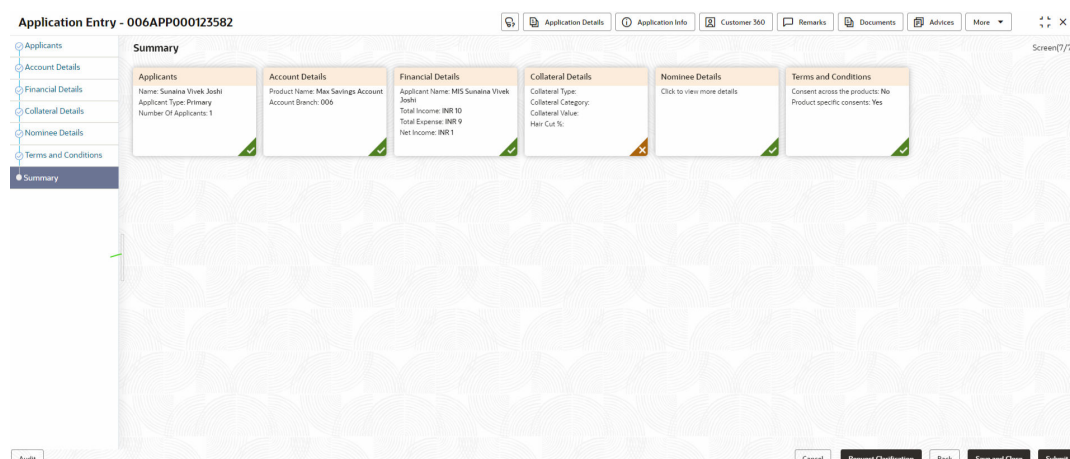 Application Entry - 006APP000123582
Application Details
Application Info
Customer 360
Remarks
Documents
Advices
More
Applicants
Account Details
Financial Details
Collateral Details
Nominee Details
Terms and Conditions
Summary
Summary
Screen(7/7
Applicants
Name: Sunaina Vivek Joshi
Applicant Type: Primary
Number Of Applicants: 1
Account Details
Product Name: Max Savings Account
Account Branch: 006
Financial Details
Applicant Name: MIS Sunaina Vivek
Joshi
Total Income: INR 10
Total Expense: INR 9
Net Income: INR 1
Collateral Details
Collateral Type:
Collateral Category:
Collateral Value:
Hair Cut %:
Nominee Details
Click to view more details
Terms and Conditions
Consent across the products: No
Product specific consents: Yes
Audit
Cancel
Request Clarification
Back
Save and Close
Submit